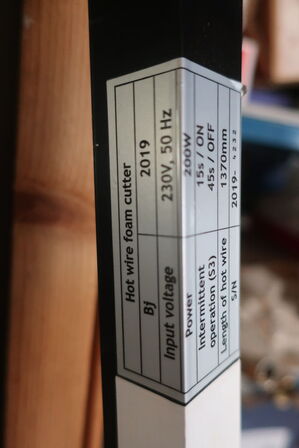 Hot wire foam cutter
Bj 2019
Input voltage 230V, 50 Hz
Power 200W
Intermittent 15s / ON
operation (S3) 45s / OFF
Length of hot wire 1370mm
S/N 2019- 4232